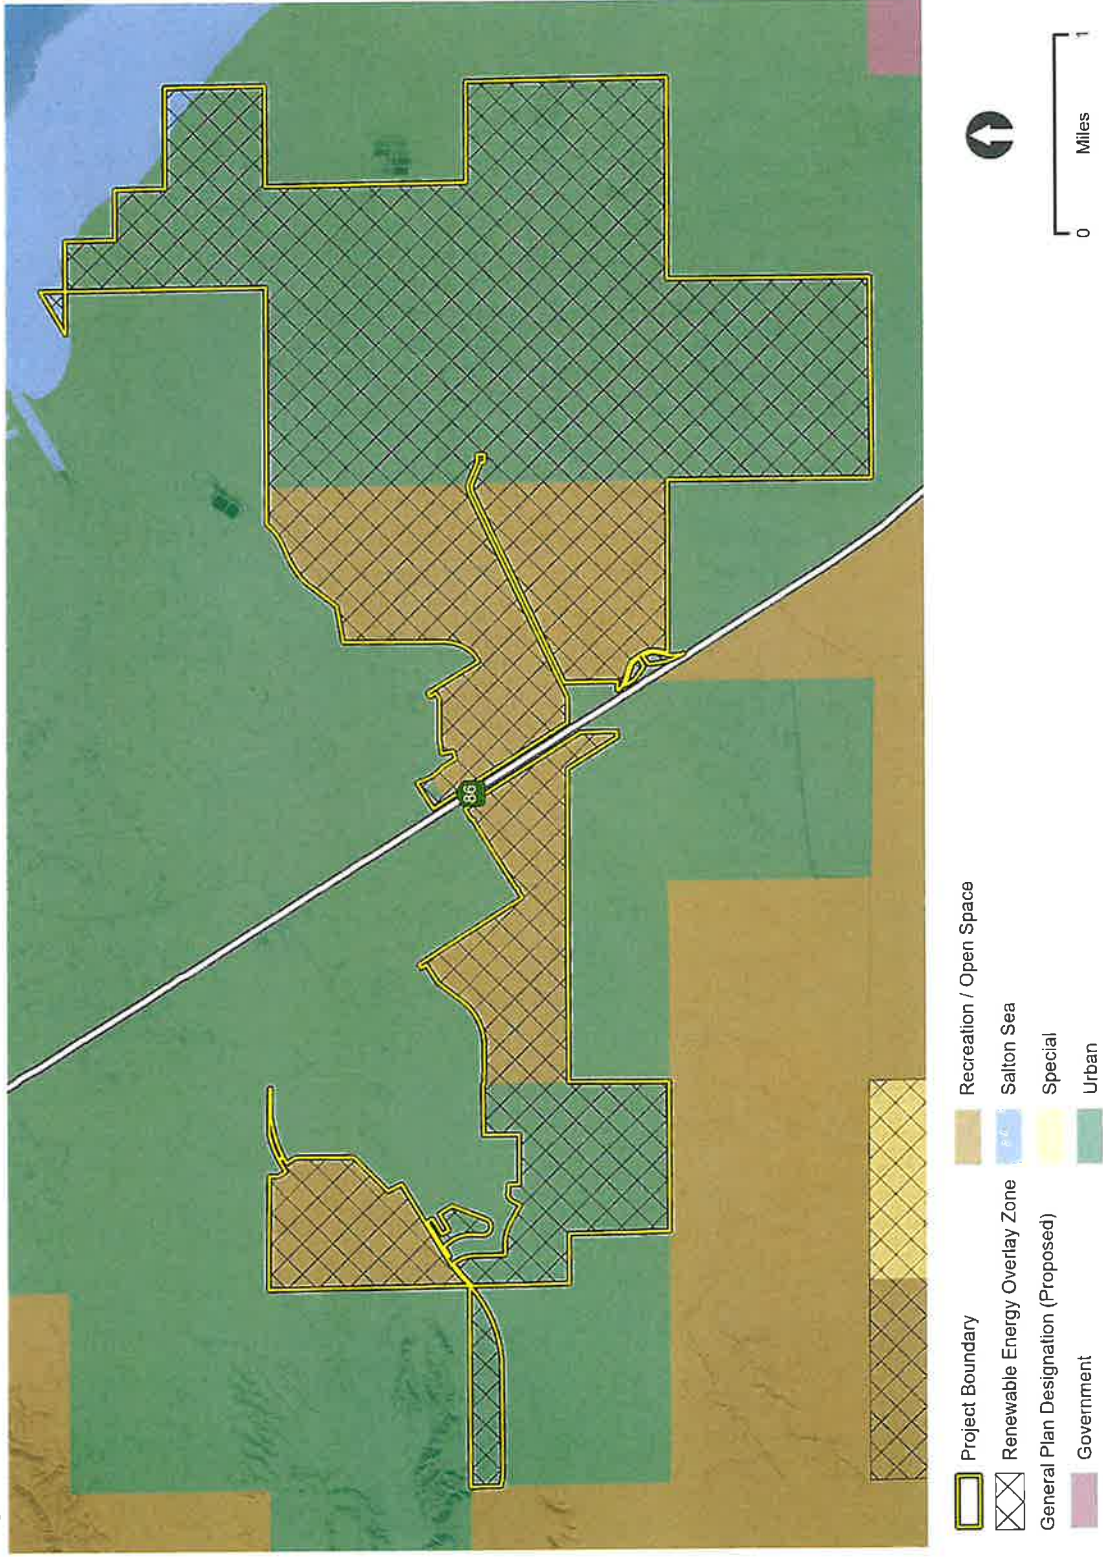 86
Project Boundary
Renewable Energy Overlay Zone
General Plan Designation (Proposed)
Government
Recreation / Open Space
Salton Sea
Special
Urban
0
1
Miles